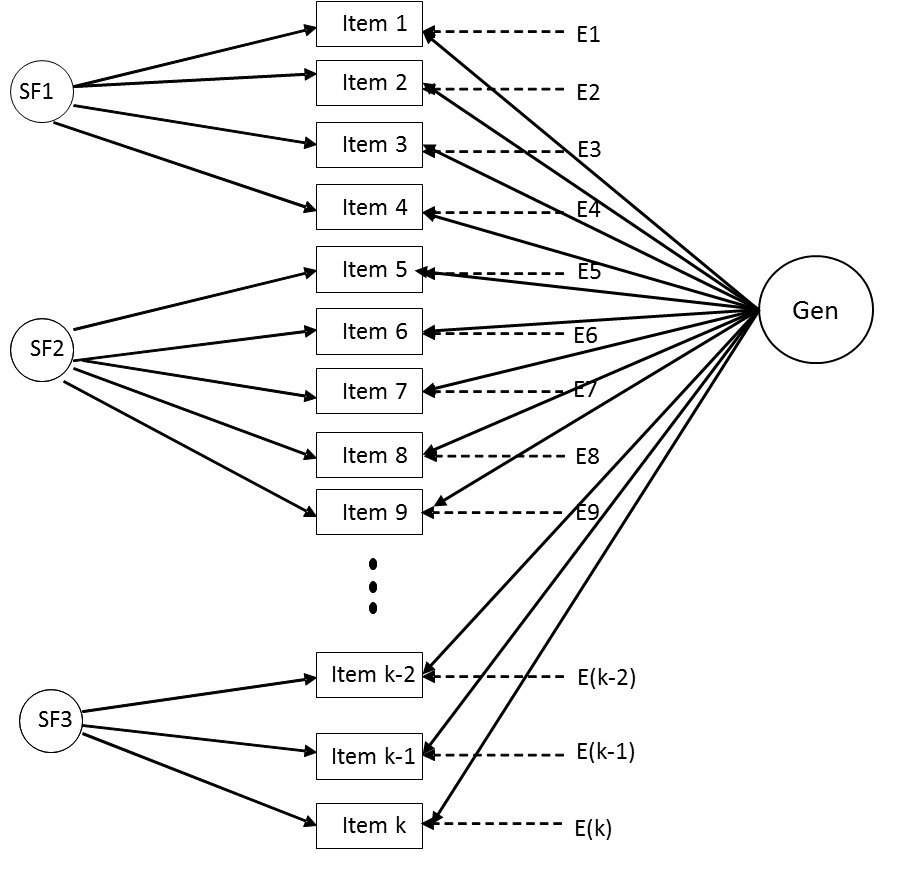 Item 1
E1
Item 2
E2
SF1
Item 3
E3
Item 4
E4
Item 5
E5
Gen
Item 6
E6
SF2
Item 7
E7
Item 8
E8
Item 9
E9
Item k-2
E(k-2)
SF3
Item k-1
E(k-1)
Item k
E(k)